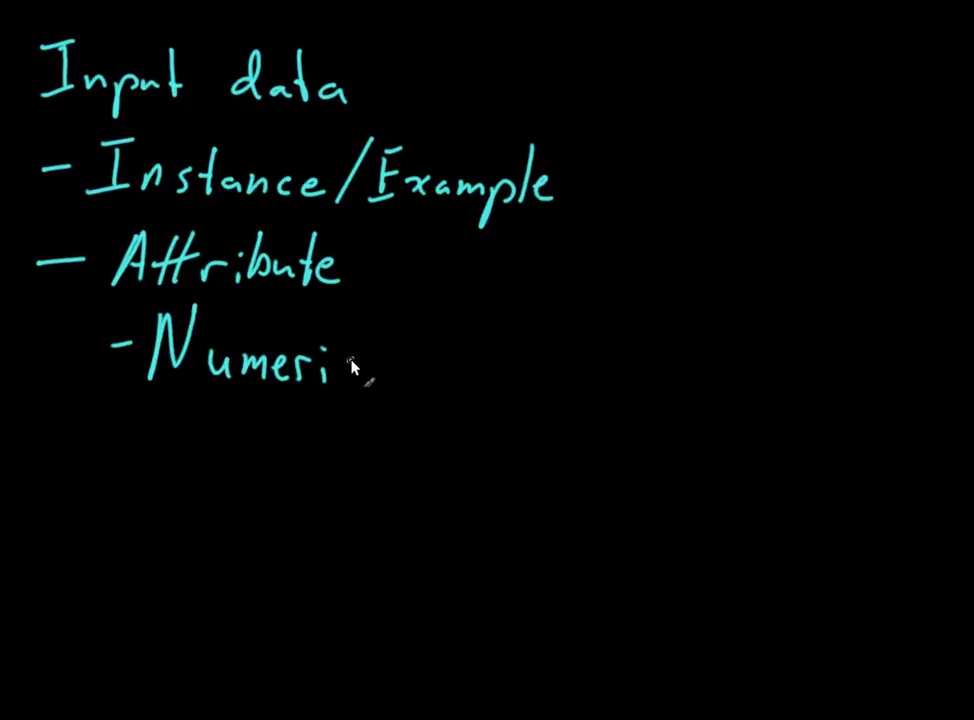 Input data
- Instance/Example
- Attribute
- Numeri